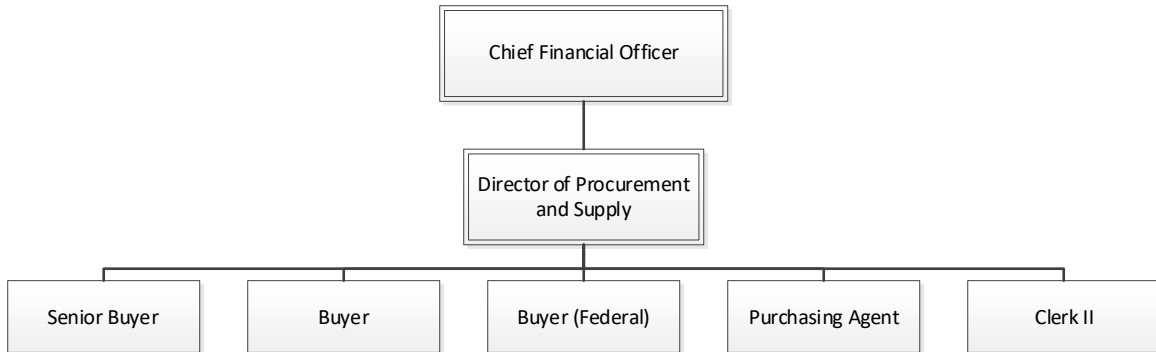 Chief Financial Officer
Director of Procurement
and Supply
Senior Buyer
Buyer
Buyer (Federal)
Purchasing Agent
Clerk II